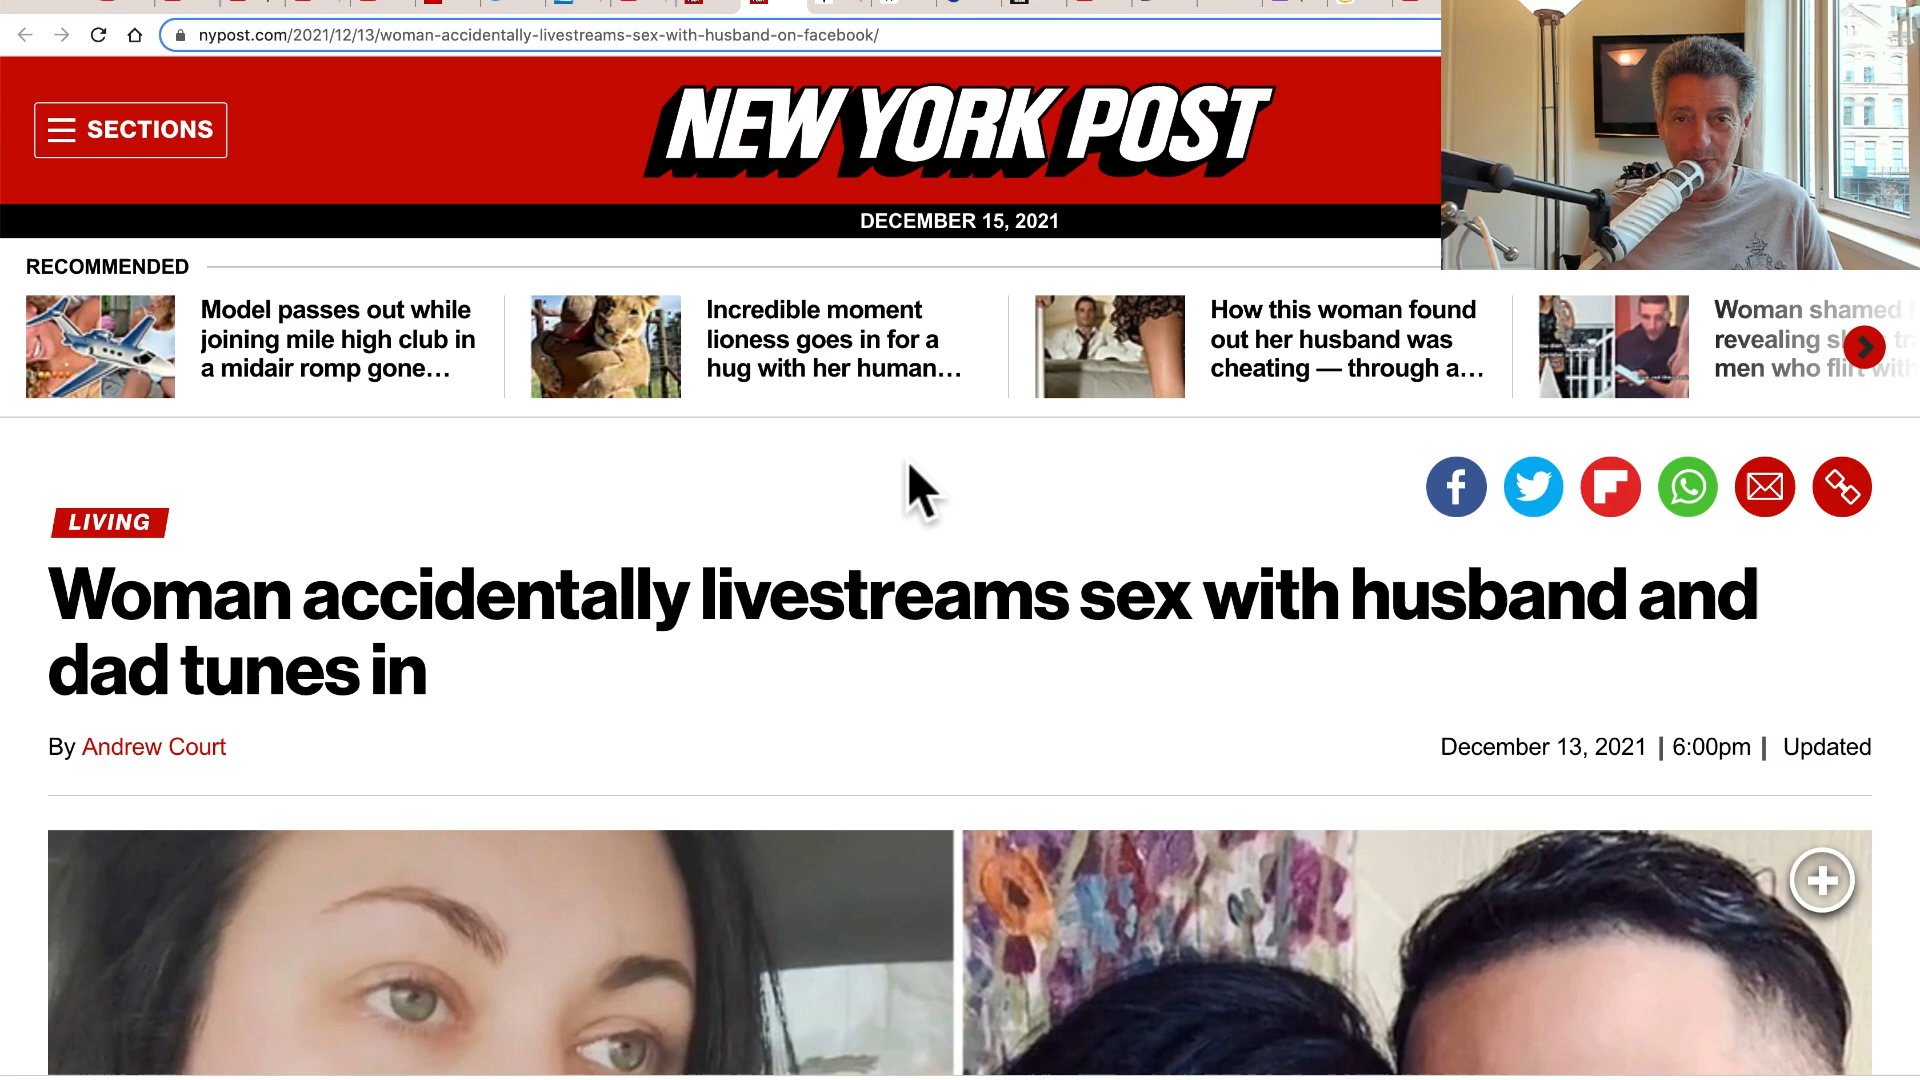 nypost.com/2021/12/13/woman-accidentally-livestreams-sex-with-husband-on-facebook/
SECTIONS
NEW YORK POST
DECEMBER 15, 2021
RECOMMENDED
Model passes out while
joining mile high club in
a midair romp gone...
Incredible moment
lioness goes in for a
hug with her human...
How this woman found
out her husband was
cheating — through a...
Woman shamed
revealing
men who flirt with
LIVING
Woman accidentally livestreams sex with husband and
dad tunes in
By Andrew Court
December 13, 2021 | 6:00pm | Updated